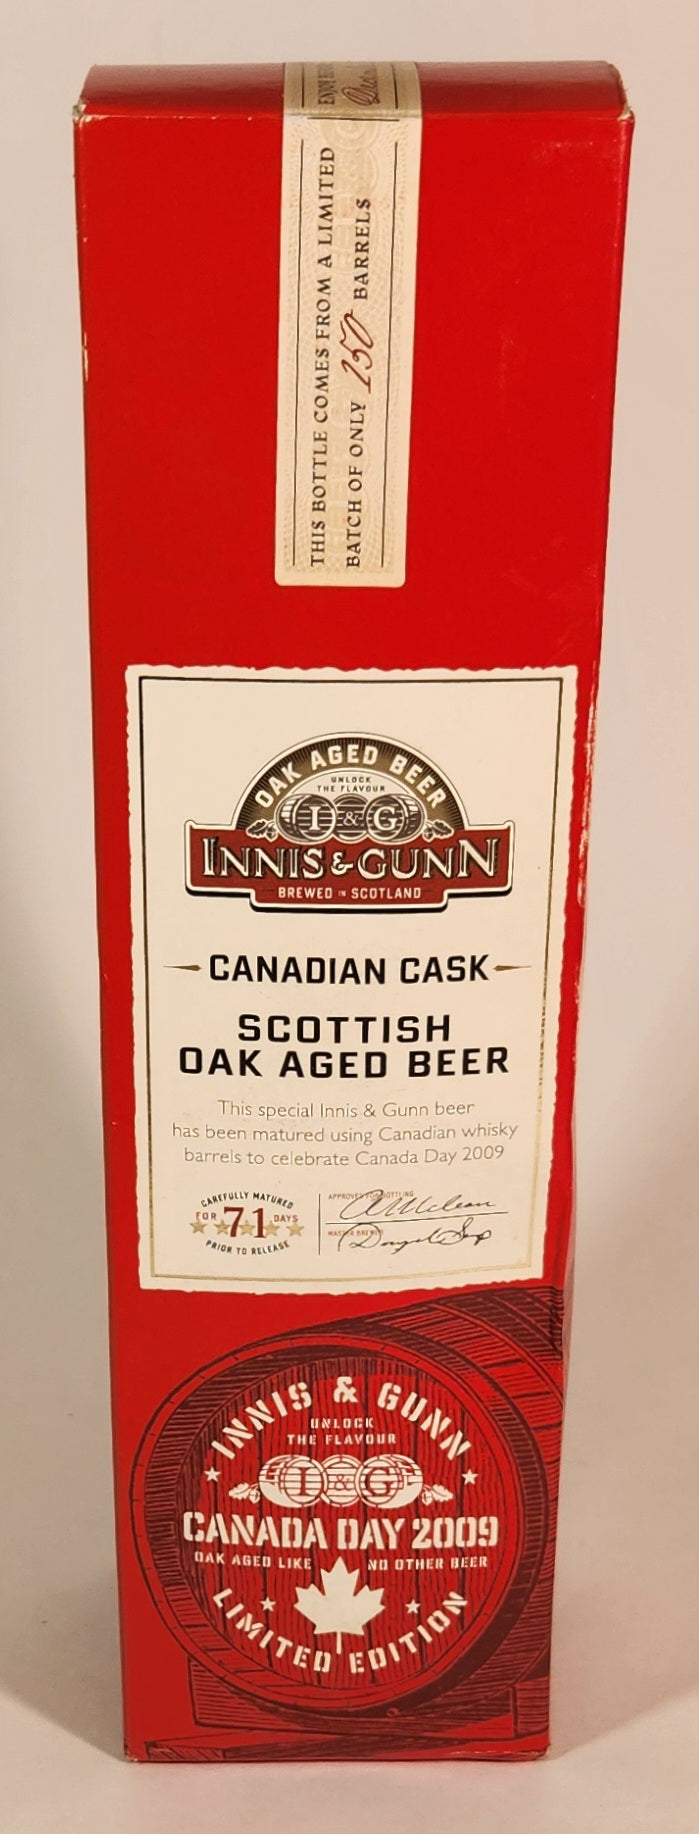 ENJOY BEFORE
THIS BOTTLE COMES FROM A LIMITED
BATCH OF ONLY 250 BARRELS
OAK AGED BEER
UNLOCK
THE FLAVOUR
I & G
INNIS & GUNN
BREWED IN SCOTLAND
CANADIAN CASK
SCOTTISH
OAK AGED BEER
This special Innis & Gunn beer
has been matured using Canadian whisky
barrels to celebrate Canada Day 2009
CAREFULLY MATURED
FOR 71 DAYS
PRIOR TO RELEASE
APPROVED FOR BOTTLING
MASTER BREWER
INNIS & GUNN
UNLOCK
THE FLAVOUR
I & G
CANADA DAY 2009
OAK AGED LIKE NO OTHER BEER
LIMITED EDITION